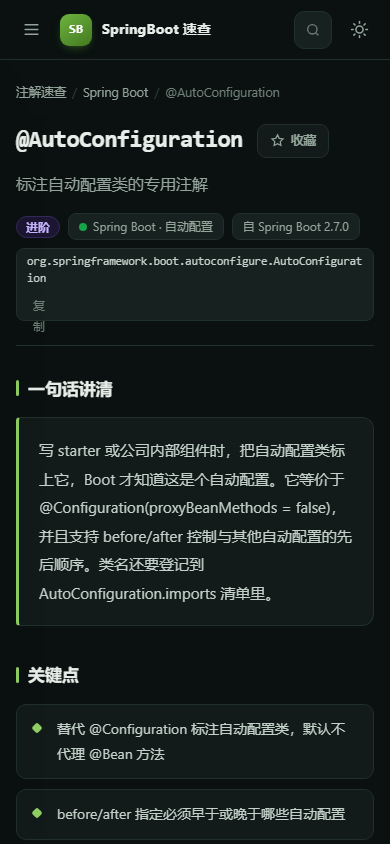 SB SpringBoot 速查
注解速查 / Spring Boot / @AutoConfiguration
@AutoConfiguration 收藏
标注自动配置类的专用注解
进阶 Spring Boot · 自动配置 自 Spring Boot 2.7.0
org.springframework.boot.autoconfigure.AutoConfigurat
ion
复
制
一句话讲清
写 starter 或公司内部组件时，把自动配置类标
上它，Boot 才知道这是个自动配置。它等价于
@Configuration(proxyBeanMethods = false)，
并且支持 before/after 控制与其他自动配置的先
后顺序。类名还要登记到
AutoConfiguration.imports 清单里。
关键点
替代 @Configuration 标注自动配置类，默认不
代理 @Bean 方法
before/after 指定必须早于或晚于哪些自动配置